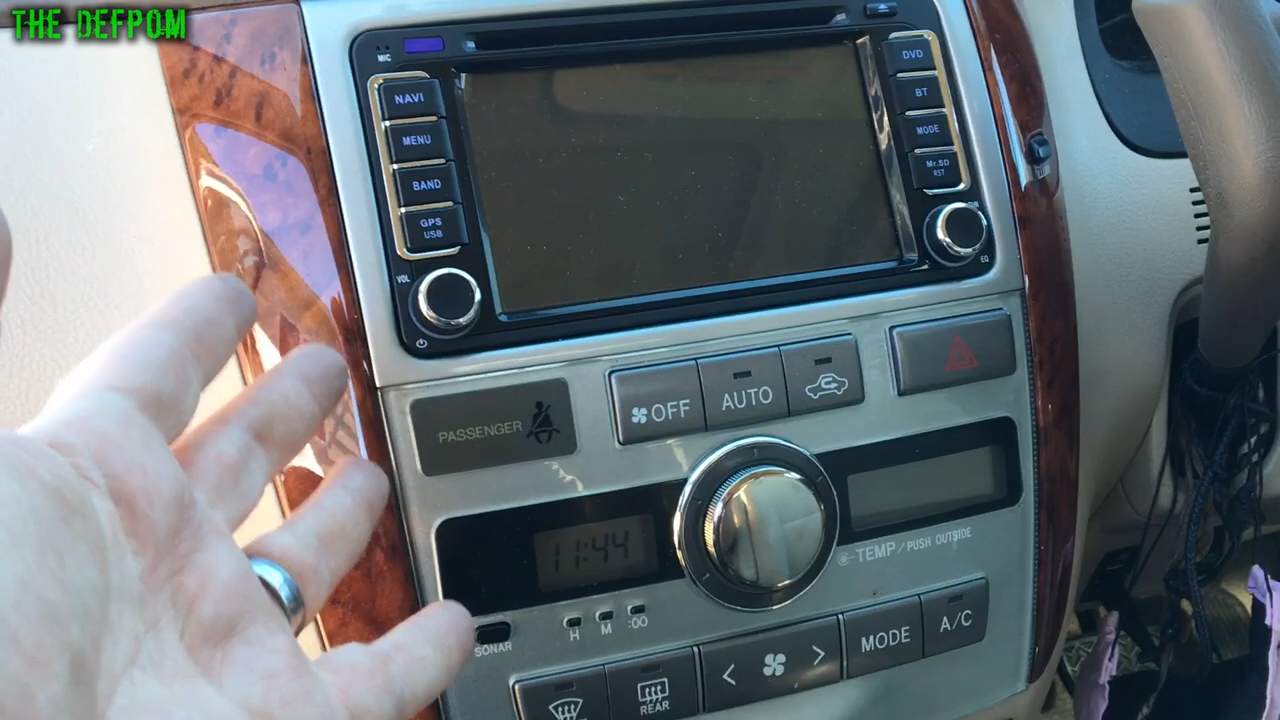 THE DEFPOM
MIC
NAVI
MENU
BAND
GPS
USB
VOL
DVD
BT
MODE
Mr.SD
RST
EQ
OFF
AUTO
PASSENGER
11:44
TEMP / PUSH OUTSIDE
SONAR
H
M
:00
REAR
< >
MODE
A/C